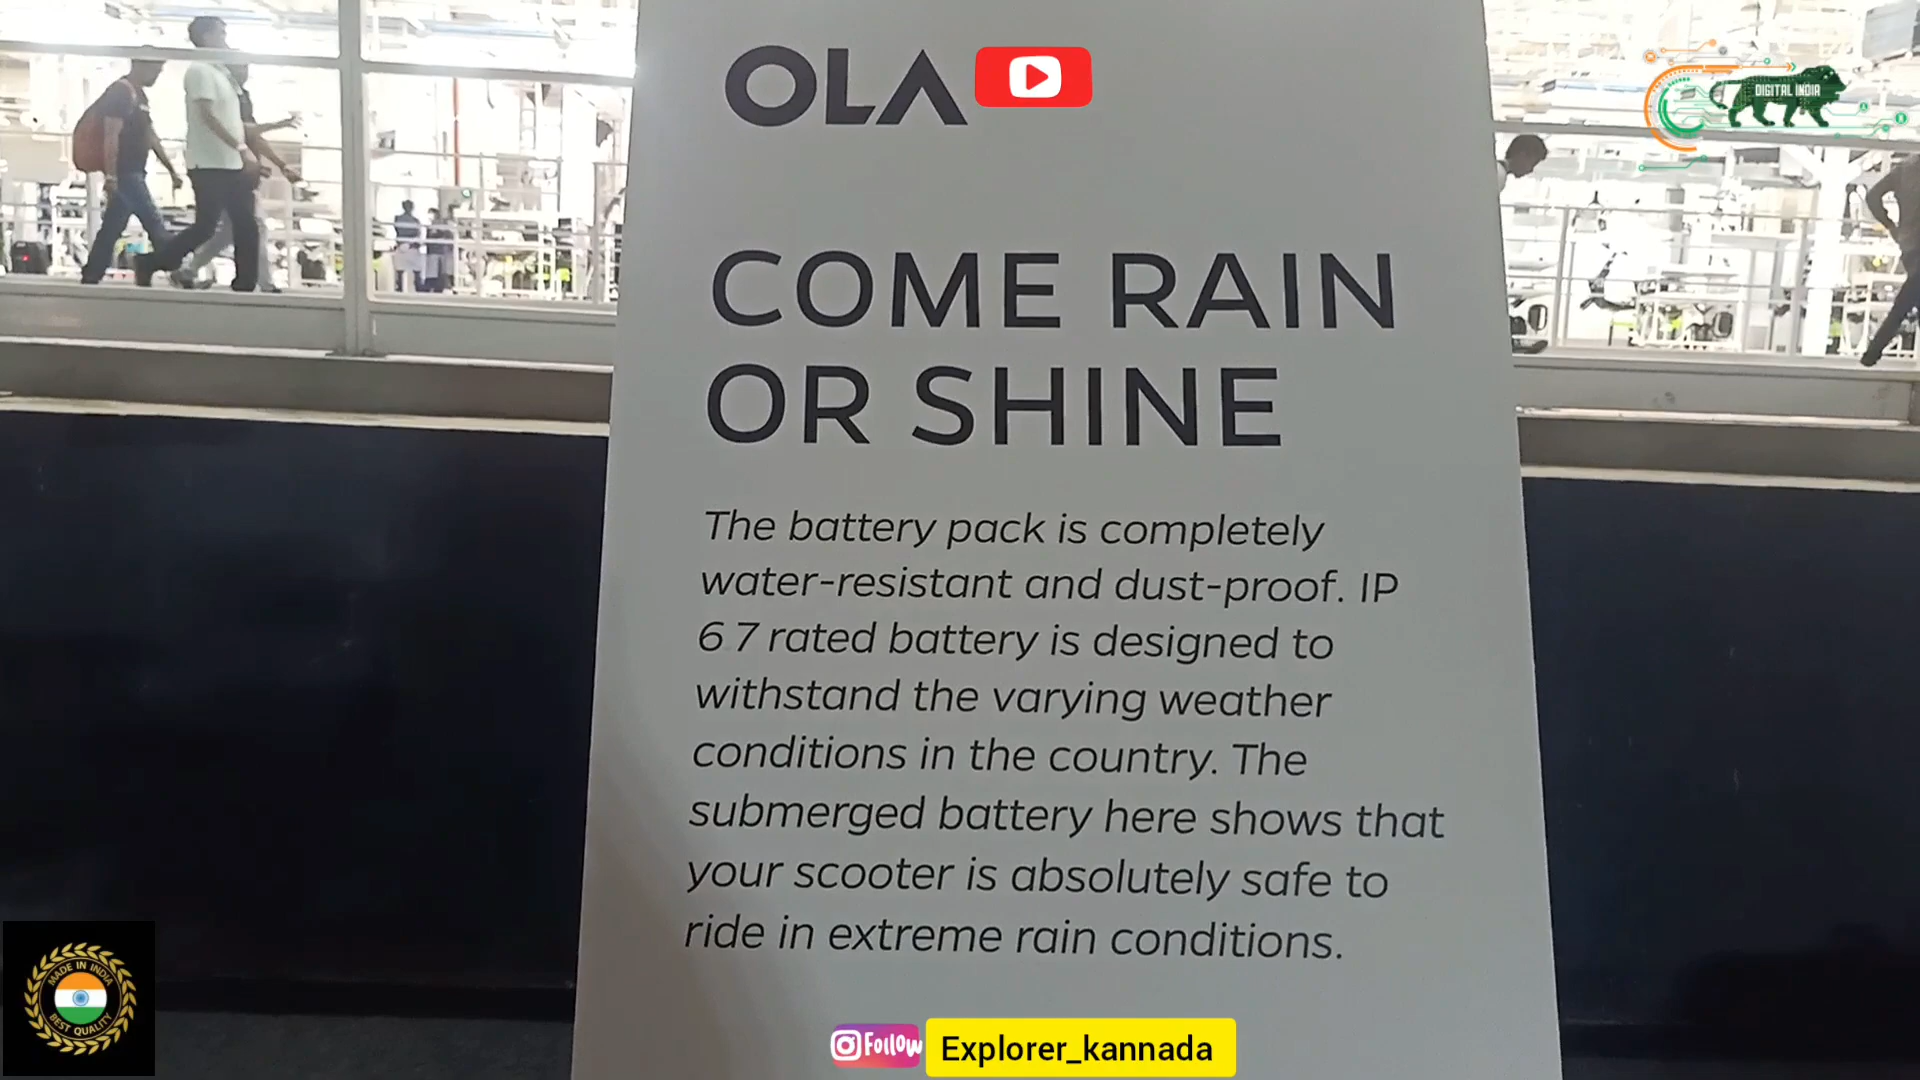 OLA
DIGITAL INDIA
COME RAIN
OR SHINE
The battery pack is completely
water-resistant and dust-proof. IP
6 7 rated battery is designed to
withstand the varying weather
conditions in the country. The
submerged battery here shows that
your scooter is absolutely safe to
ride in extreme rain conditions.
MADE IN INDIA
BEST QUALITY
Follow
Explorer_kannada